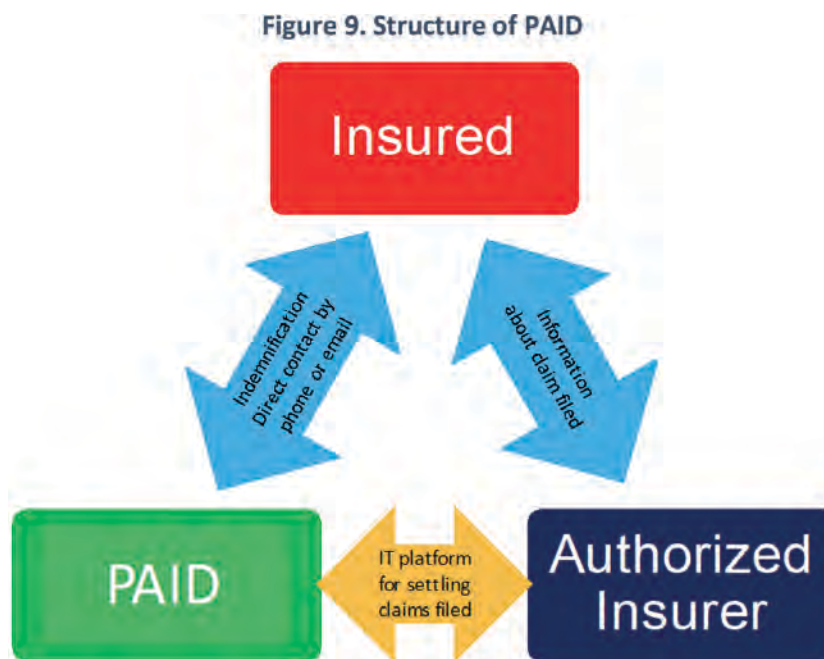 Figure 9. Structure of PAID
Insured
Indemnification
Direct contact by
phone or email
Information
about claim filed
PAID
IT platform
for settling
claims filed
Authorized
Insurer